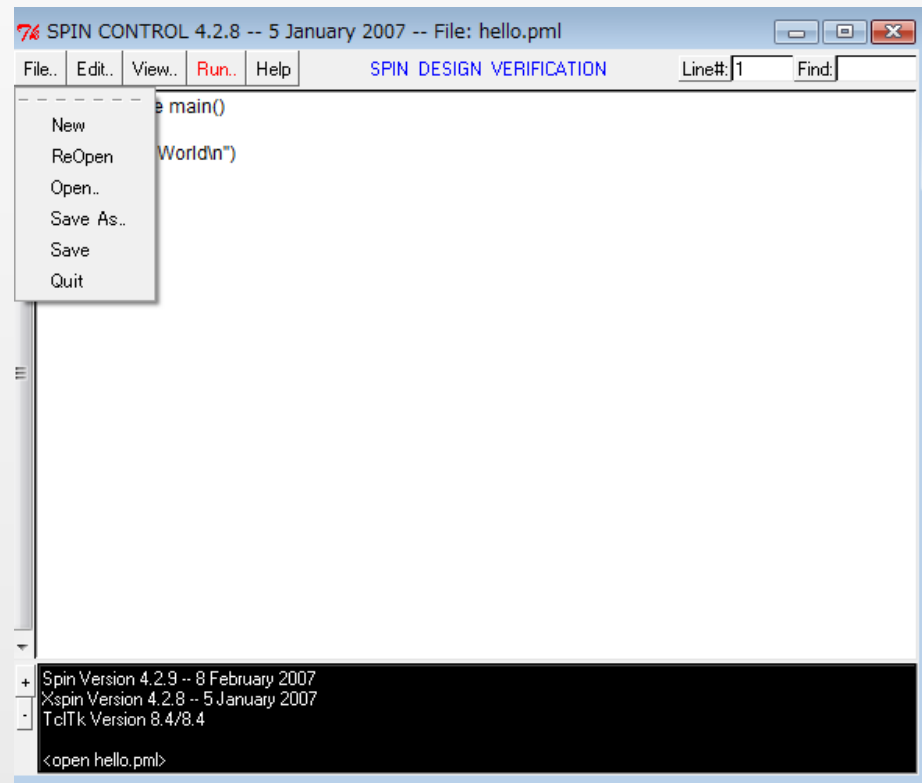 SPIN CONTROL 4.2.8 -- 5 January 2007 -- File: hello.pml
File.. Edit.. View.. Run.. Help SPIN DESIGN VERIFICATION Line#: 1 Find:
main()
World\n")
New
ReOpen
Open..
Save As..
Save
Quit
+ Spin Version 4.2.9 -- 8 February 2007
Xspin Version 4.2.8 -- 5 January 2007
- TclTk Version 8.4/8.4
<open hello.pml>